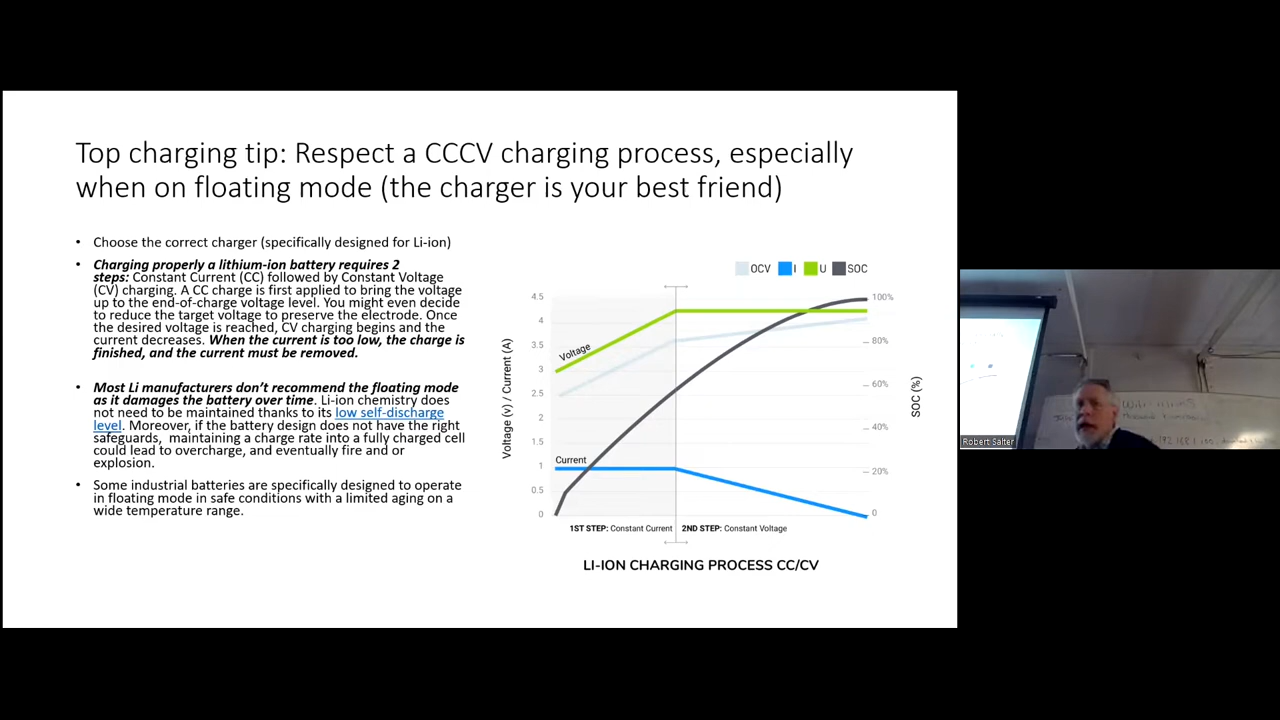 Top charging tip: Respect a CCCV charging process, especially
when on floating mode (the charger is your best friend)
• Choose the correct charger (specifically designed for Li-ion)
• Charging properly a lithium-ion battery requires 2
steps: Constant Current (CC) followed by Constant Voltage
(CV) charging. A CC charge is first applied to bring the voltage
up to the end-of-charge voltage level. You might even decide
to reduce the target voltage to preserve the electrode. Once
the desired voltage is reached, CV charging begins and the
current decreases. When the current is too low, the charge is
finished, and the current must be removed.
• Most Li manufacturers don’t recommend the floating mode
as it damages the battery over time. Li-ion chemistry does
not need to be maintained thanks to its low self-discharge
level. Moreover, if the battery design does not have the right
safeguards, maintaining a charge rate into a fully charged cell
could lead to overcharge, and eventually fire and or
explosion.
• Some industrial batteries are specifically designed to operate
in floating mode in safe conditions with a limited aging on a
wide temperature range.
OCV I U SOC
Voltage (v) / Current (A)
4.5
4
3.5
3
2.5
2
1.5
1
0.5
0
Voltage
Current
100%
80%
60%
40%
20%
0
SOC (%)
1ST STEP: Constant Current 2ND STEP: Constant Voltage
LI-ION CHARGING PROCESS CC/CV
Robert Salter